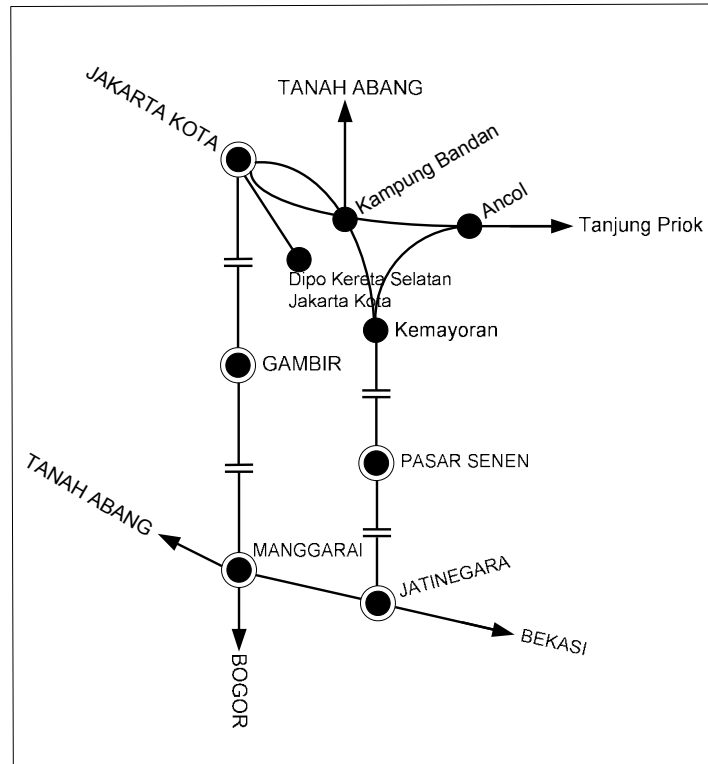 JAKARTA KOTA
TANAH ABANG
Kampung Bandan
Ancol
Tanjung Priok
Dipo Kereta Selatan
Jakarta Kota
Kemayoran
GAMBIR
PASAR SENEN
TANAH ABANG
MANGGARAI
JATINEGARA
BEKASI
BOGOR